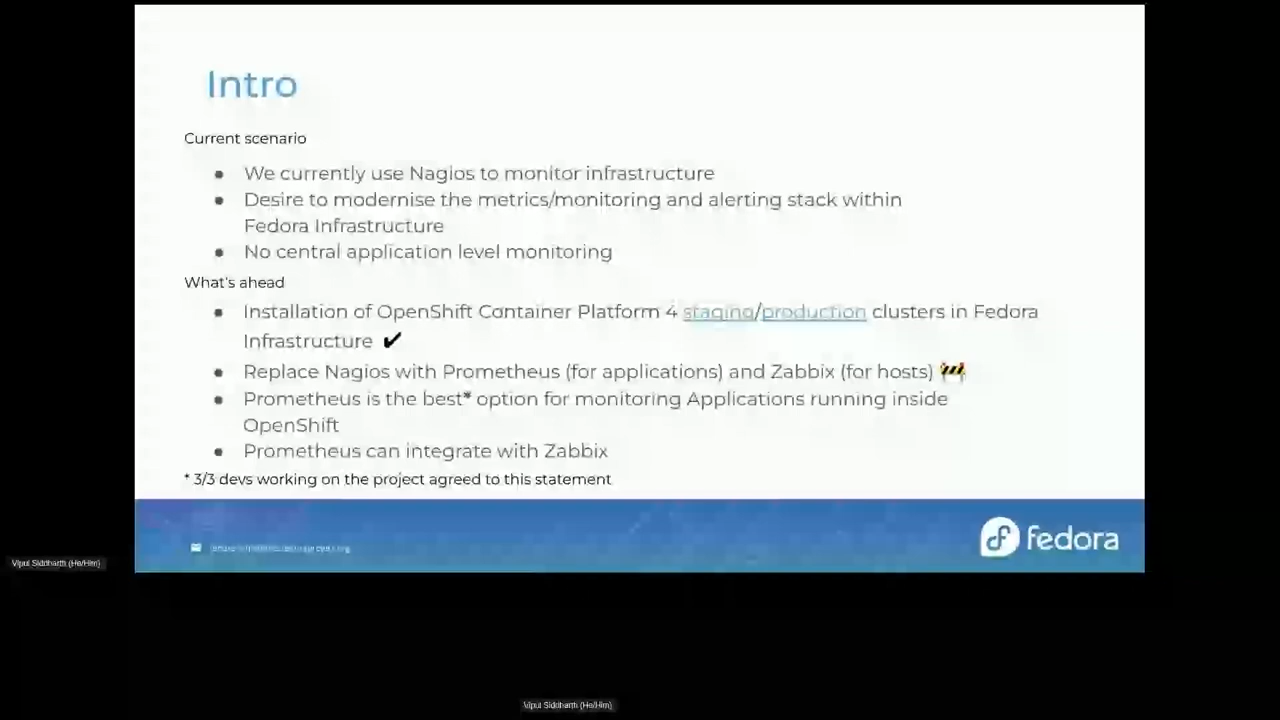 Intro
Current scenario
● We currently use Nagios to monitor infrastructure
● Desire to modernise the metrics/monitoring and alerting stack within
Fedora Infrastructure
● No central application level monitoring
What's ahead
● Installation of OpenShift Container Platform 4 staging/production clusters in Fedora
Infrastructure ✔
● Replace Nagios with Prometheus (for applications) and Zabbix (for hosts) 🚧
● Prometheus is the best* option for monitoring Applications running inside
OpenShift
● Prometheus can integrate with Zabbix
* 3/3 devs working on the project agreed to this statement
fedora
Vipul Siddharth (He/Him)
Vipul Siddharth (He/Him)